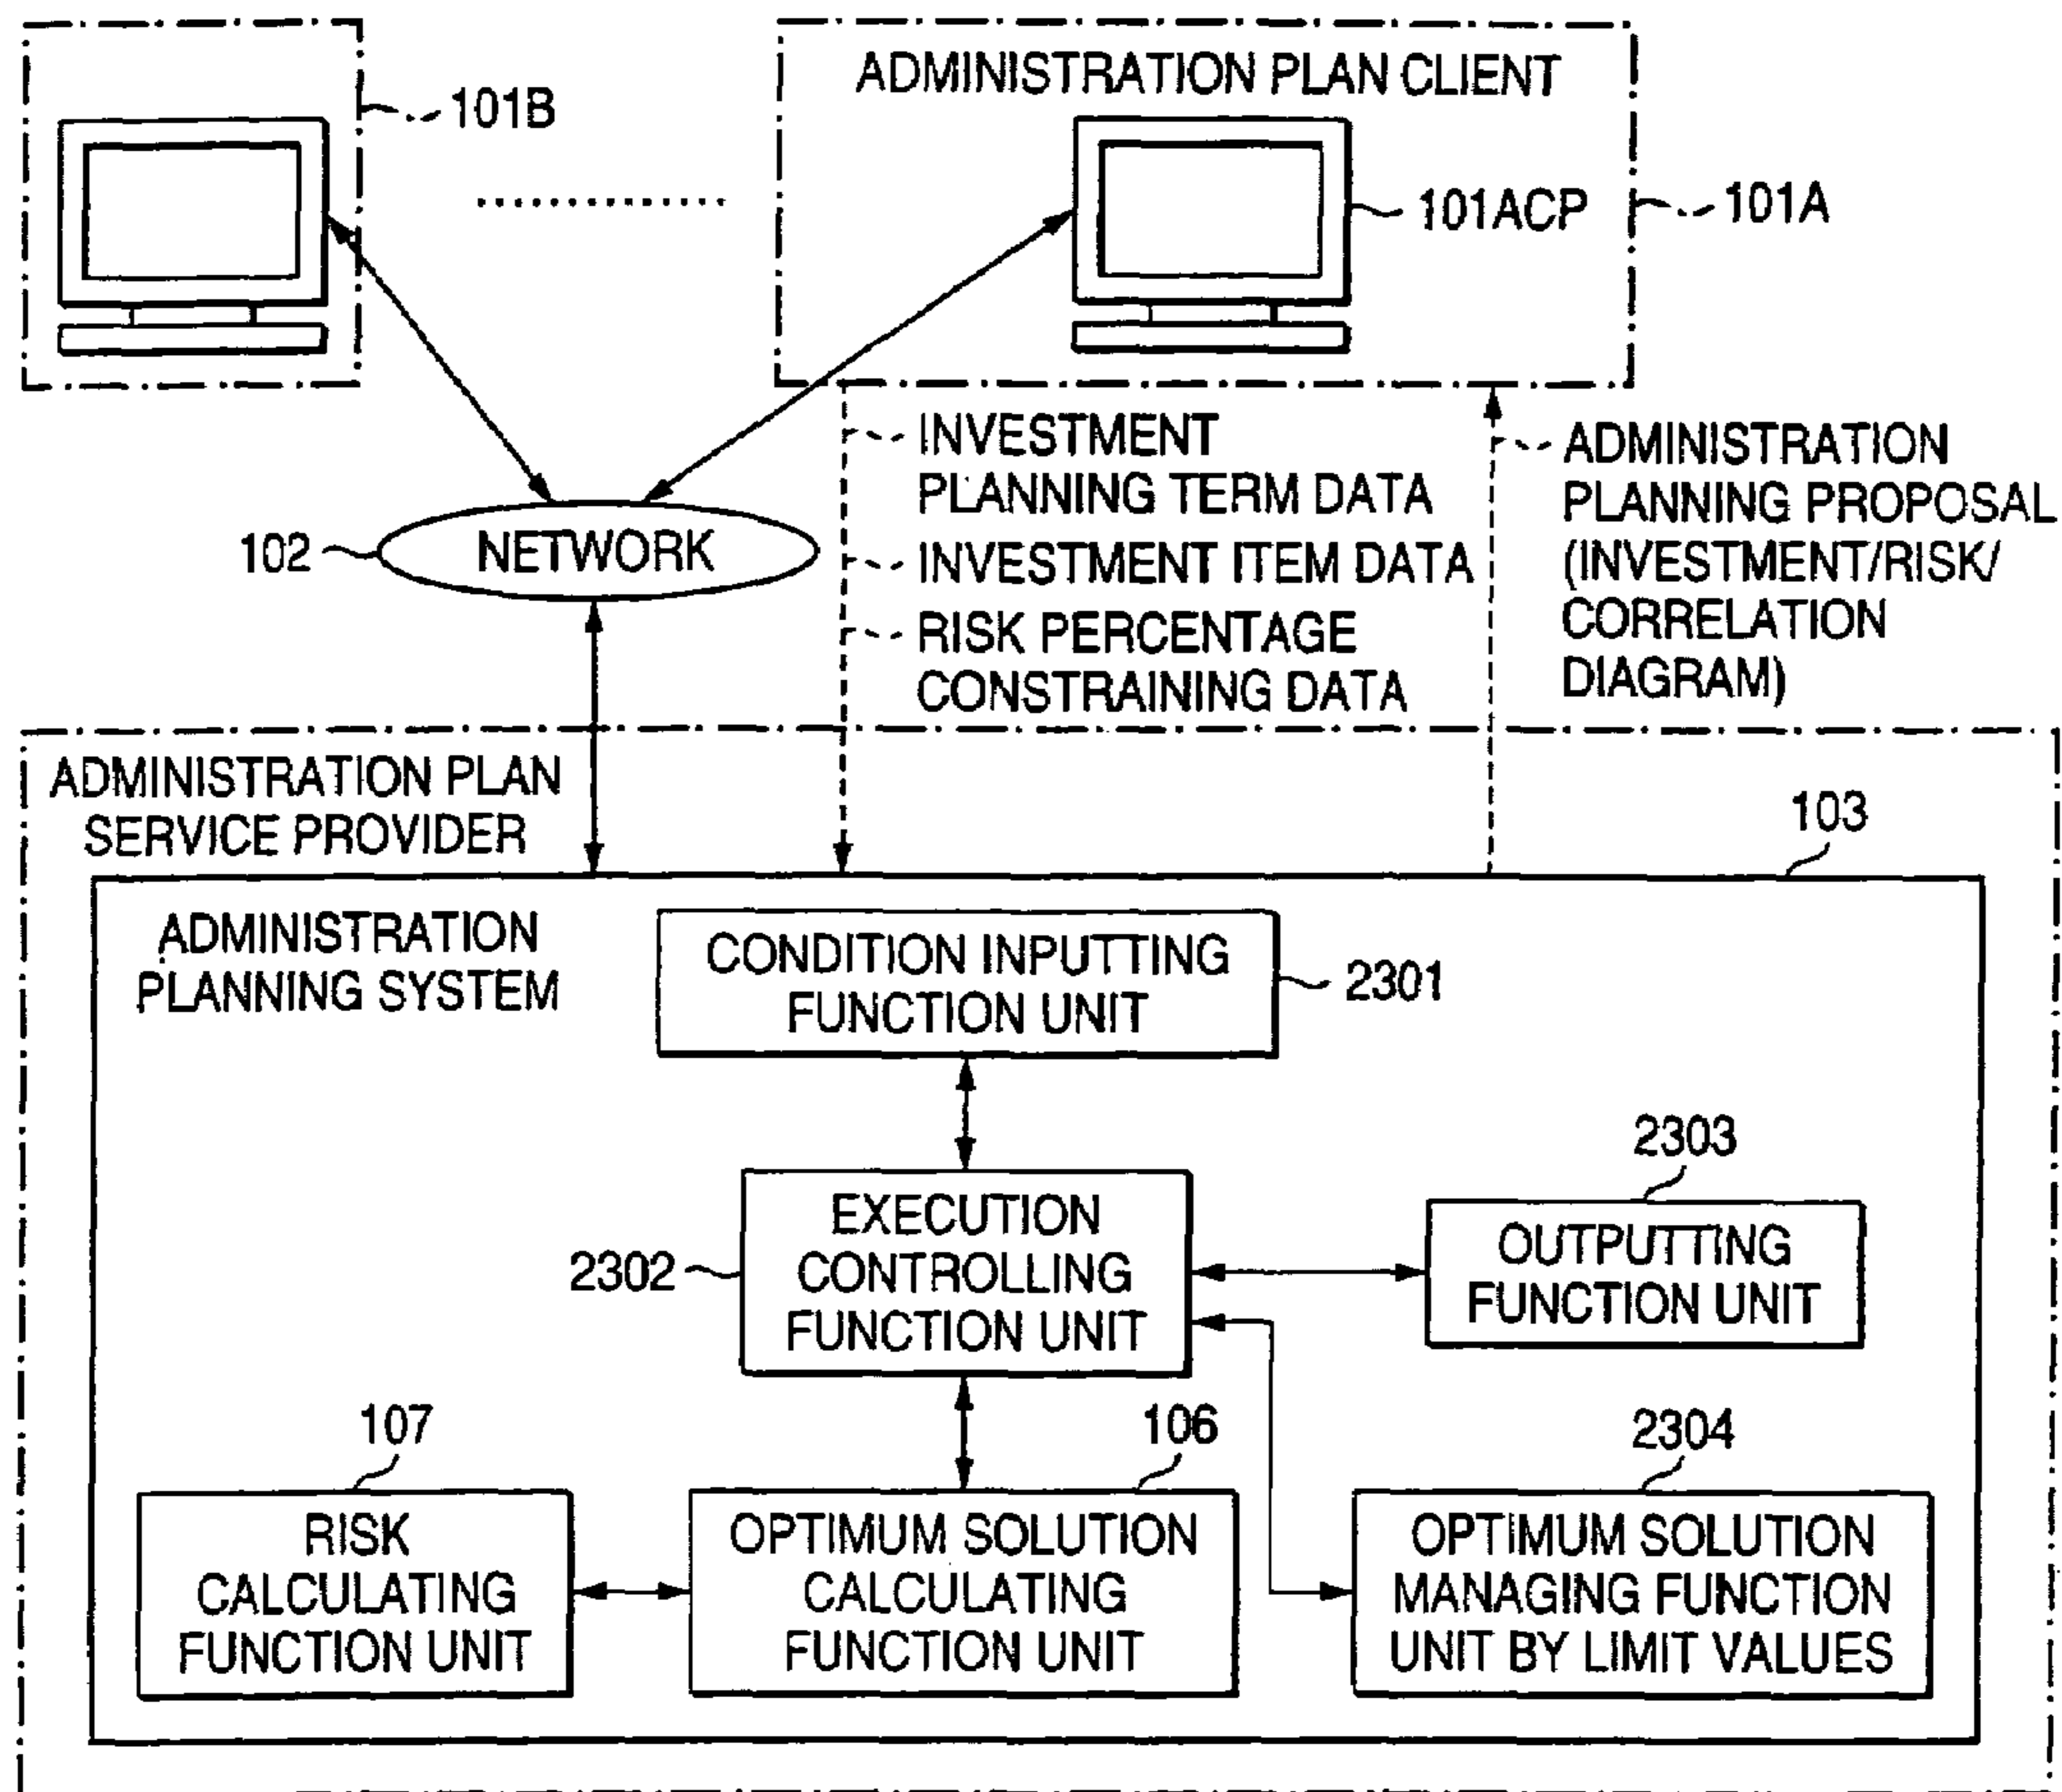 101B
ADMINISTRATION PLAN CLIENT
101ACP
101A
102
NETWORK
INVESTMENT
PLANNING TERM DATA
INVESTMENT ITEM DATA
RISK PERCENTAGE
CONSTRAINING DATA
ADMINISTRATION
PLANNING PROPOSAL
(INVESTMENT/RISK/
CORRELATION
DIAGRAM)
ADMINISTRATION PLAN
SERVICE PROVIDER
103
ADMINISTRATION
PLANNING SYSTEM
CONDITION INPUTTING
FUNCTION UNIT
2301
2302
EXECUTION
CONTROLLING
FUNCTION UNIT
2303
OUTPUTTING
FUNCTION UNIT
107
RISK
CALCULATING
FUNCTION UNIT
106
OPTIMUM SOLUTION
CALCULATING
FUNCTION UNIT
2304
OPTIMUM SOLUTION
MANAGING FUNCTION
UNIT BY LIMIT VALUES